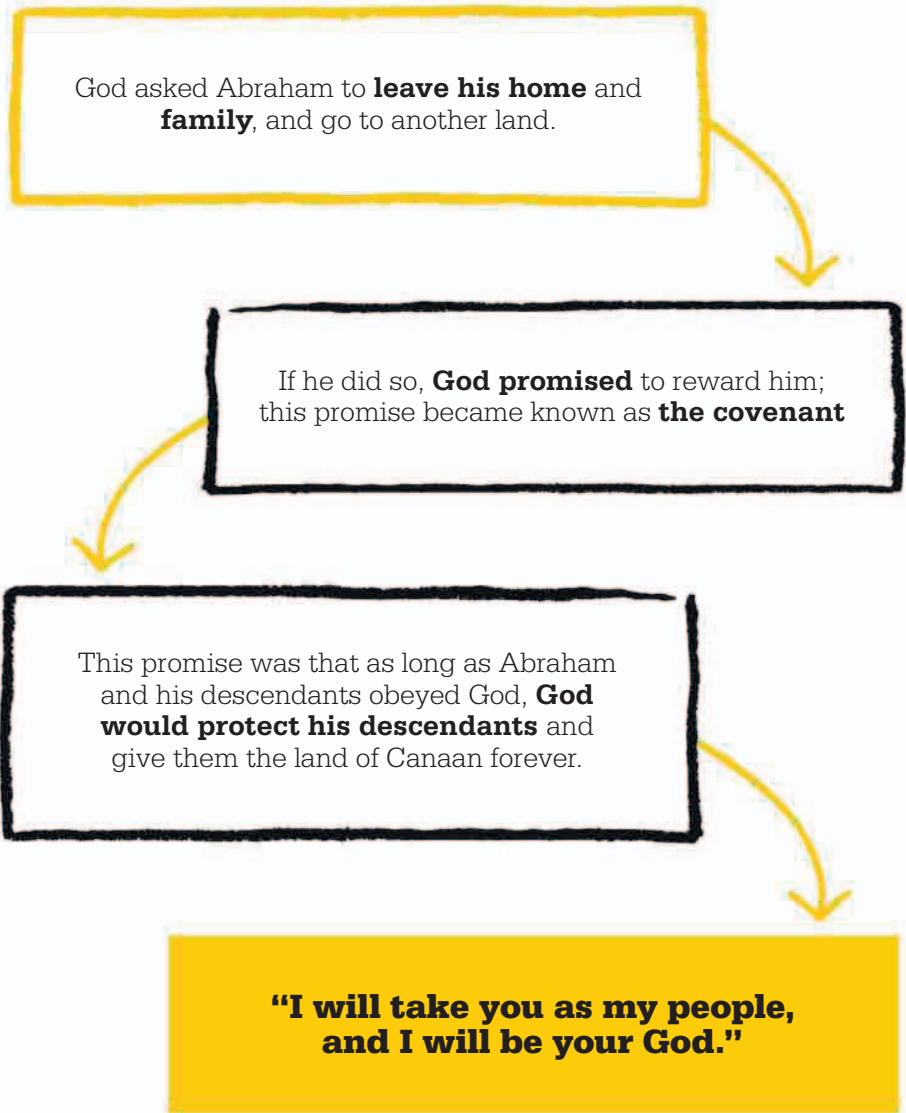 God asked Abraham to leave his home and
family, and go to another land.
If he did so, God promised to reward him;
this promise became known as the covenant
This promise was that as long as Abraham
and his descendants obeyed God, God
would protect his descendants and
give them the land of Canaan forever.
“I will take you as my people,
and I will be your God.”